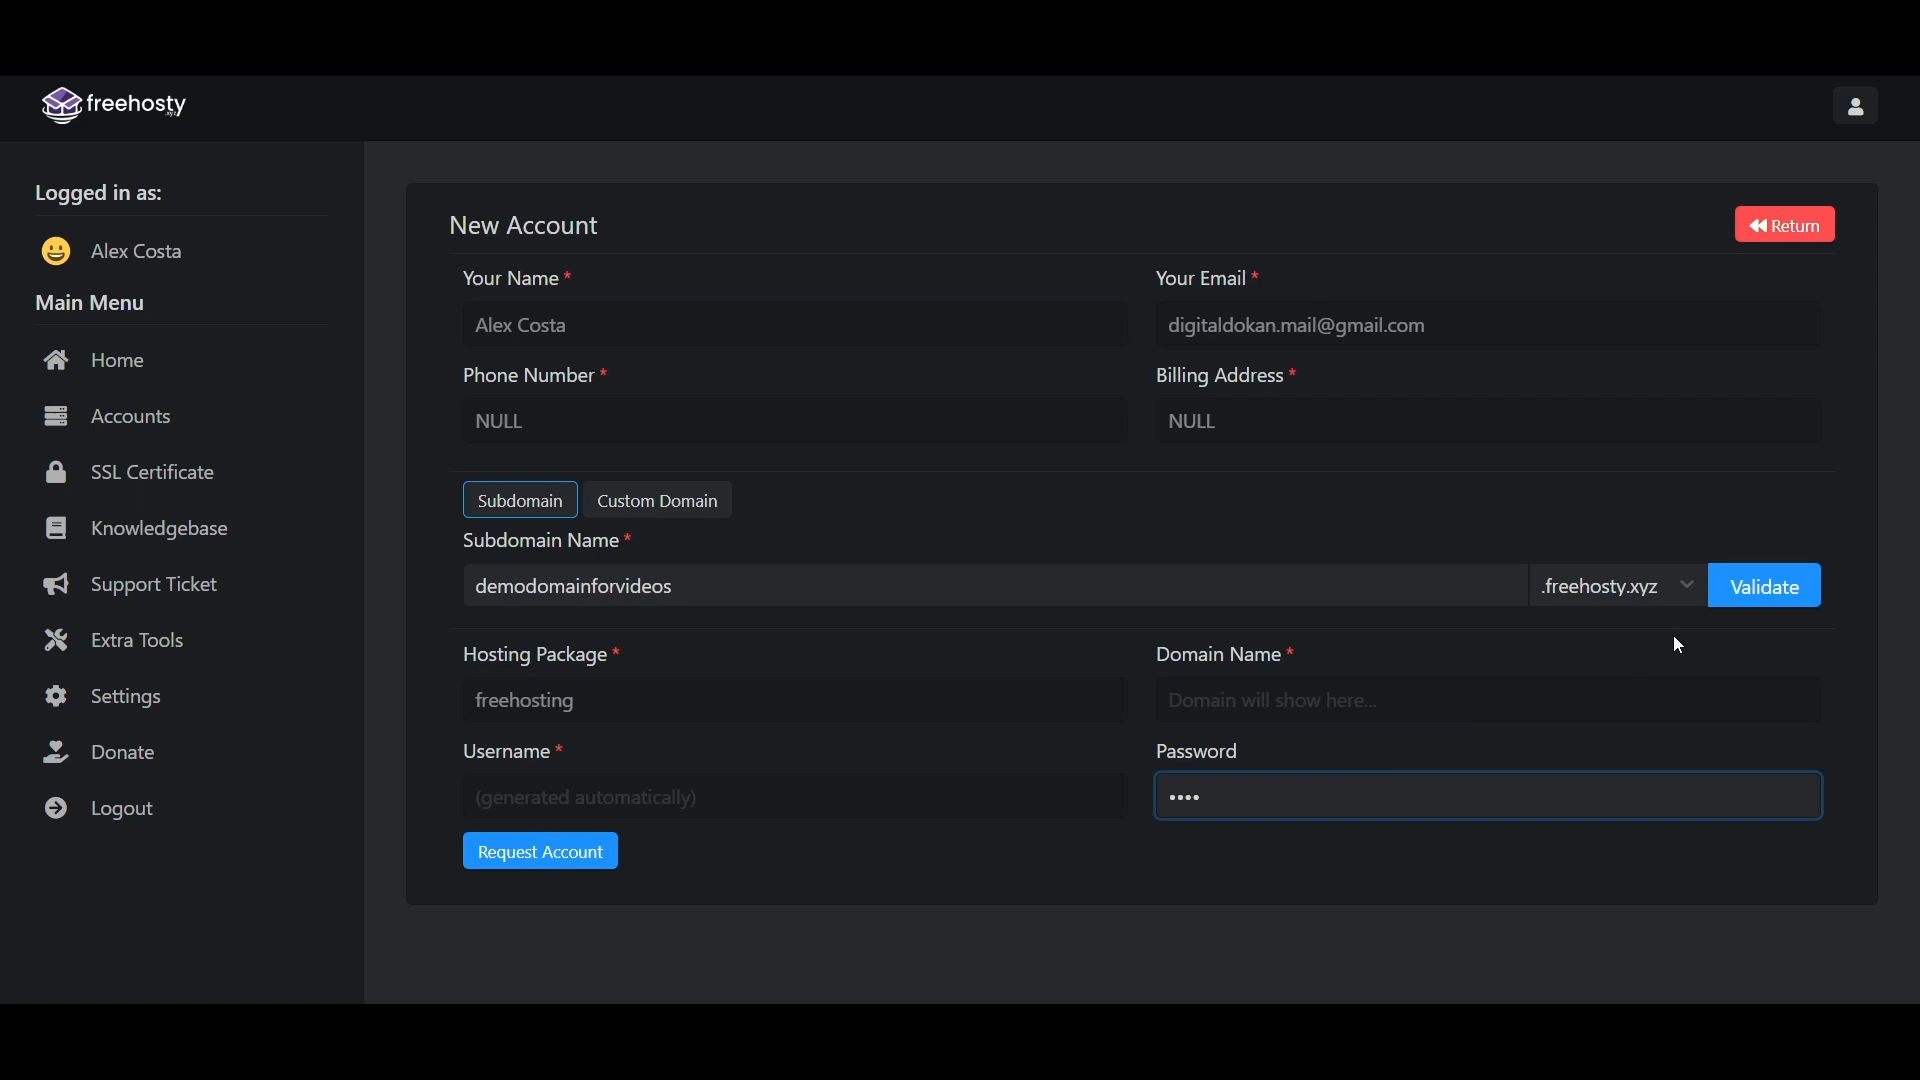 freehosty
.xyz
Logged in as:
Alex Costa
Main Menu
Home
Accounts
SSL Certificate
Knowledgebase
Support Ticket
Extra Tools
Settings
Donate
Logout
New Account
Return
Your Name *
Your Email *
Alex Costa
digitaldokan.mail@gmail.com
Phone Number *
Billing Address *
NULL
NULL
Subdomain
Custom Domain
Subdomain Name *
demodomainforvideos
.freehosty.xyz
Validate
Hosting Package *
Domain Name *
freehosting
Domain will show here...
Username *
Password
(generated automatically)
••••
Request Account